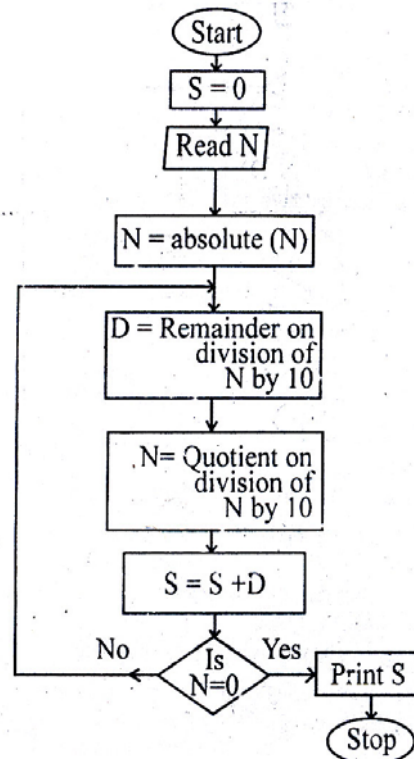 Start
S = 0
Read N
N = absolute (N)
D = Remainder on
division of
N by 10
N= Quotient on
division of
N by 10
S = S +D
No
Is
N=0
Yes
Print S
Stop